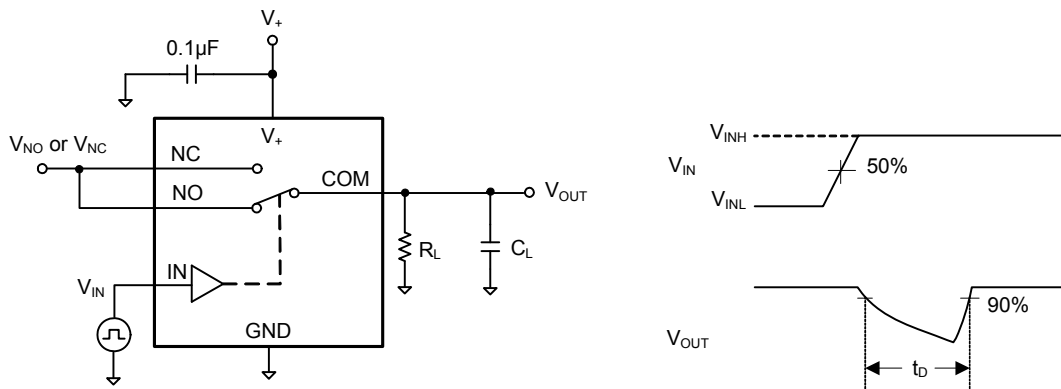 V+
0.1µF
V+
VNO or VNC
NC
NO
COM
VOUT
RL
CL
VIN
IN
GND
VINH
VIN
50%
VINL
90%
VOUT
tD